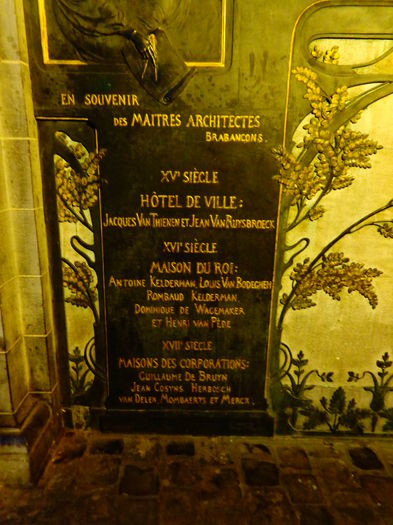 EN SOUVENIR
DES MAITRES ARCHITECTES
BRABANÇONS.
XVE SIÈCLE
HÔTEL DE VILLE:
JACQUES VAN THIENEN ET JEAN VAN RUYSBROECK
XVIE SIÈCLE
MAISON DU ROI:
ANTOINE KELDERMAN, LOUIS VAN BODEGHEN
ROMBAUD KELDERMAN
DOMINIQUE DE WAGEMAKER
ET HENRI VAN PÈDE
XVIIE SIÈCLE
MAISONS DES CORPORATIONS:
GUILLAUME DE BRUYN
JEAN COSYNS HERBOSCH
VAN DELEN, MOMBAERTS ET MERCX.